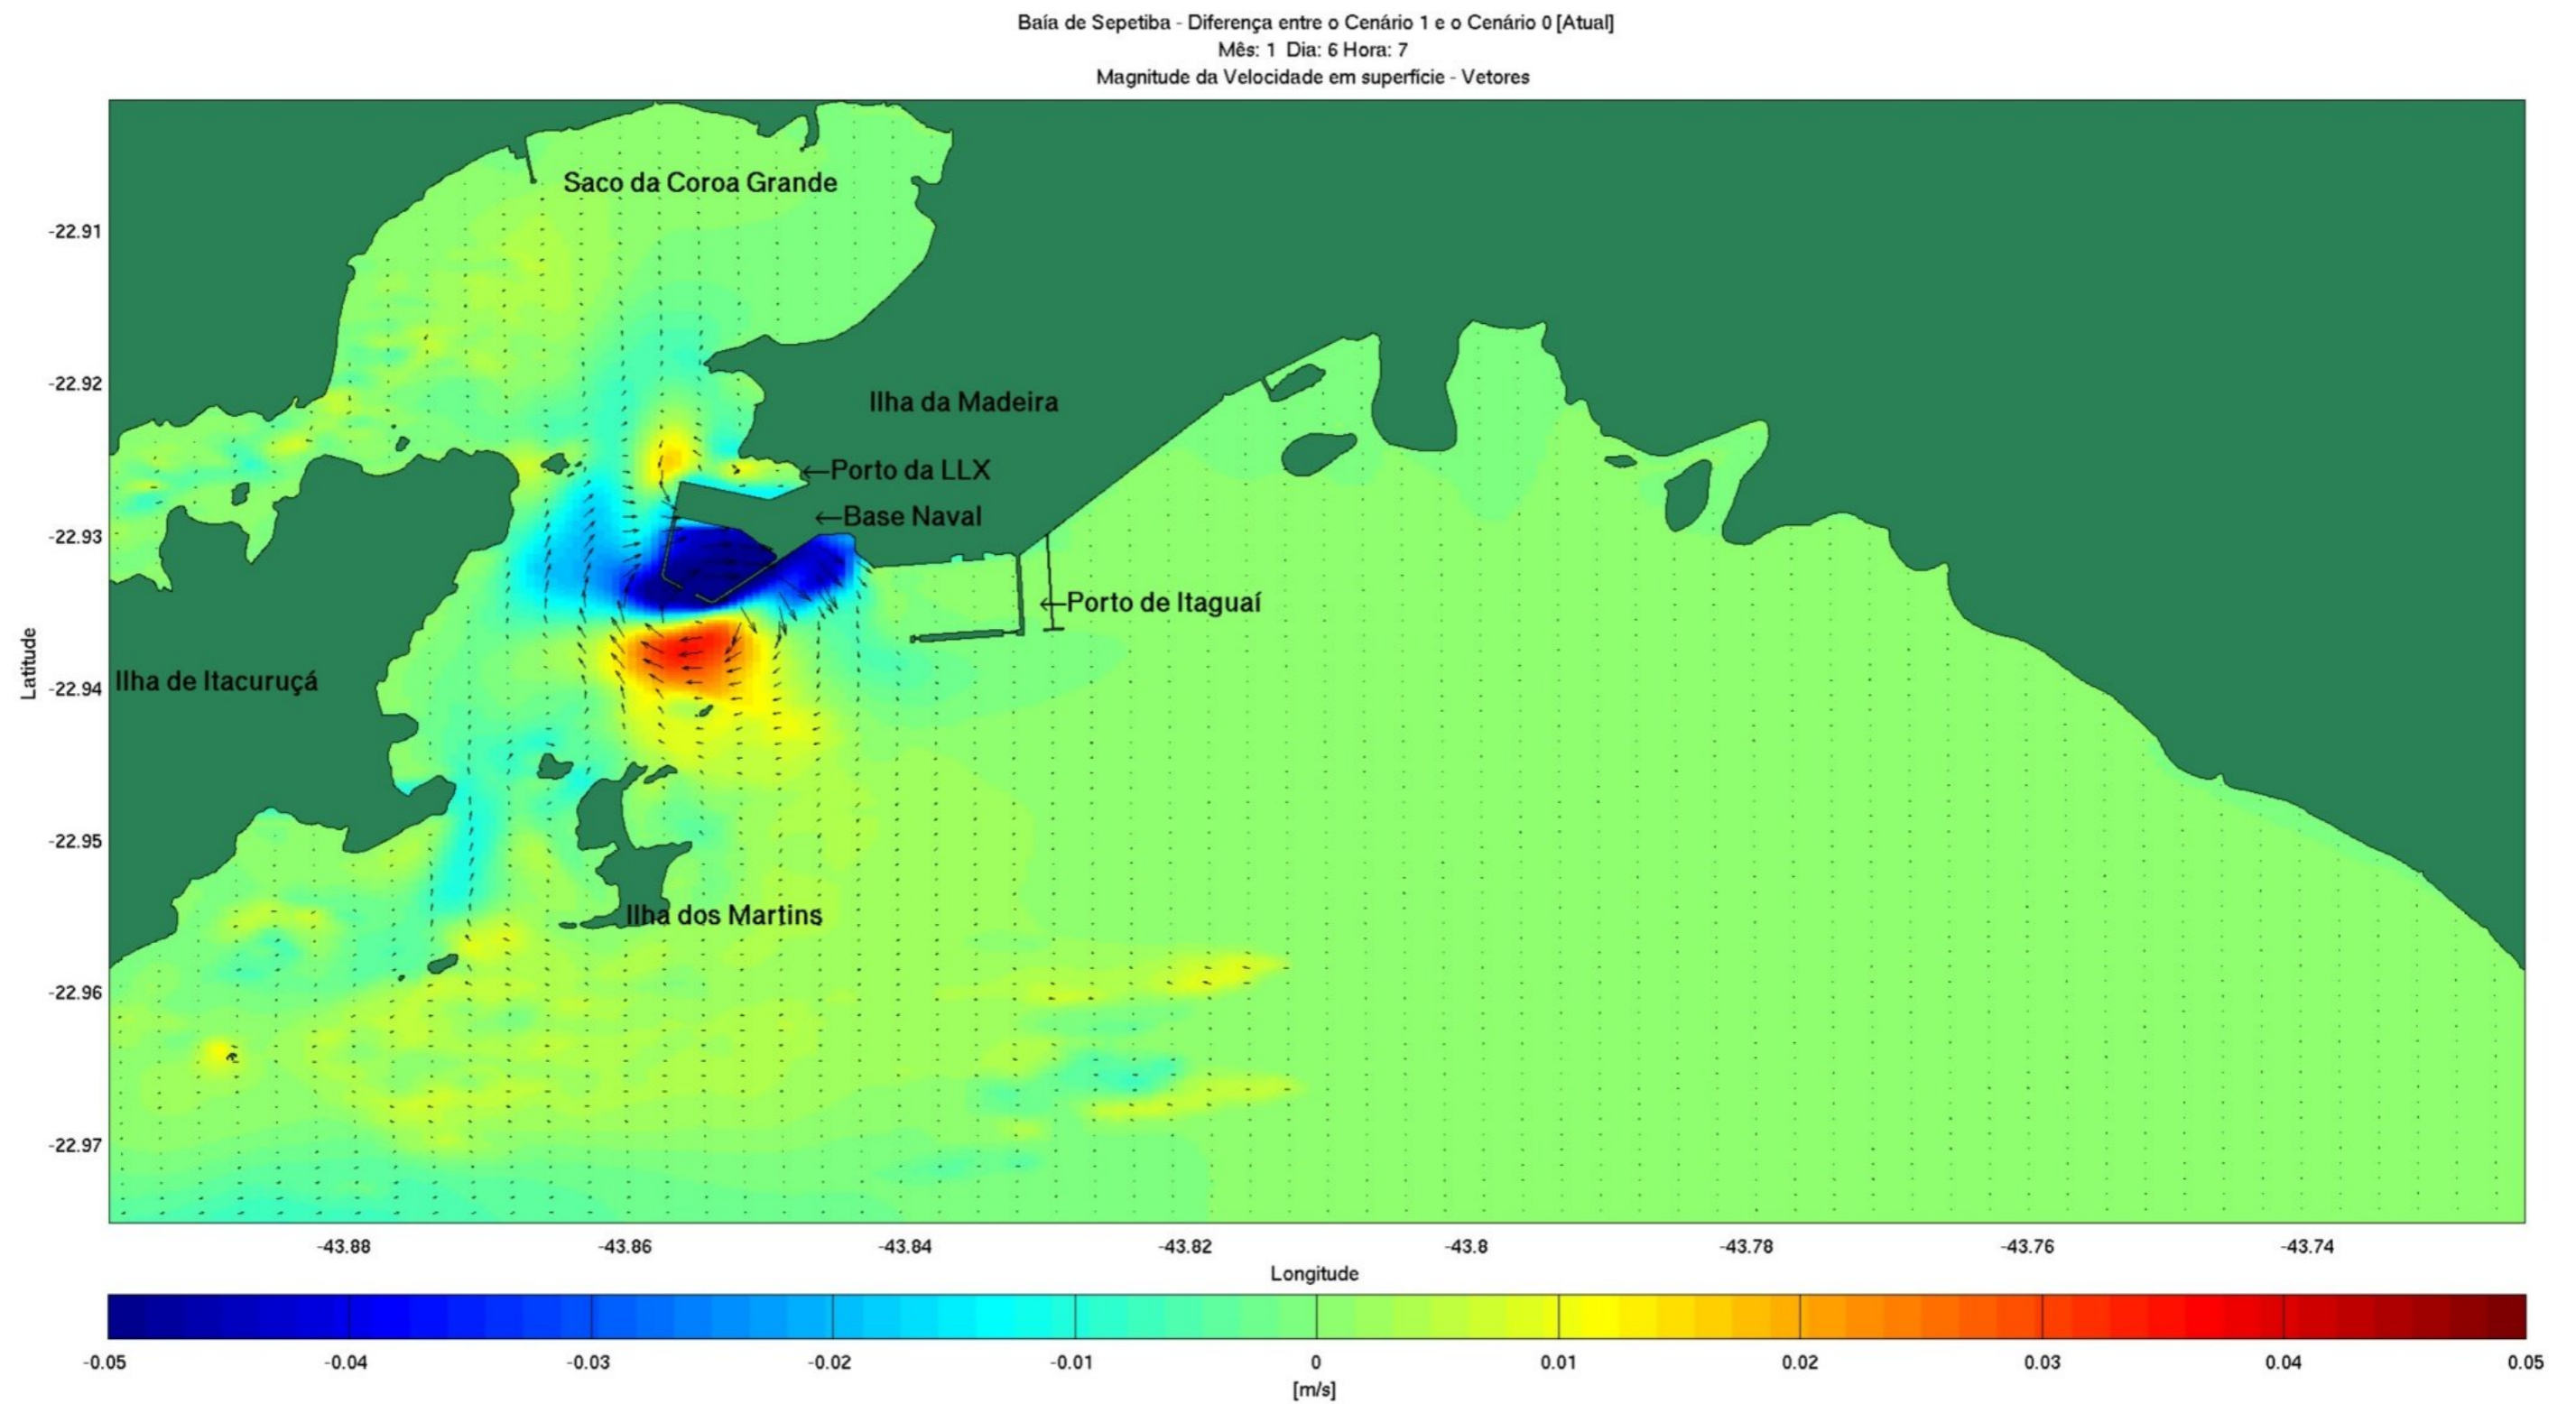 Baía de Sepetiba - Diferença entre o Cenário 1 e o Cenário 0 [Atual]
Mês: 1 Dia: 6 Hora: 7
Magnitude da Velocidade em superfície - Vetores
Saco da Coroa Grande
-22.91
-22.92
Ilha da Madeira
←Porto da LLX
←Base Naval
-22.93
←Porto de Itaguaí
Latitude
Ilha de Itacuruçá
-22.94
-22.95
Ilha dos Martins
-22.96
-22.97
-43.88 -43.86 -43.84 -43.82 -43.8 -43.78 -43.76 -43.74
Longitude
-0.05 -0.04 -0.03 -0.02 -0.01 0 0.01 0.02 0.03 0.04 0.05
[m/s]